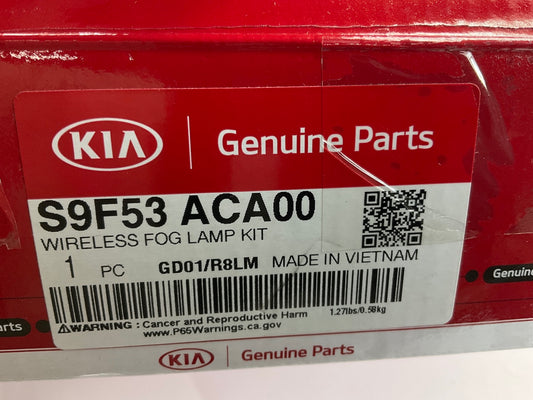 KIA Genuine Parts
S9F53 ACA00
WIRELESS FOG LAMP KIT
1 PC GD01/R8LM MADE IN VIETNAM
⚠WARNING : Cancer and Reproductive Harm
www.P65Warnings.ca.gov
1.27lbs/0.58kg
arts
Genuine
KIA Genuine Parts